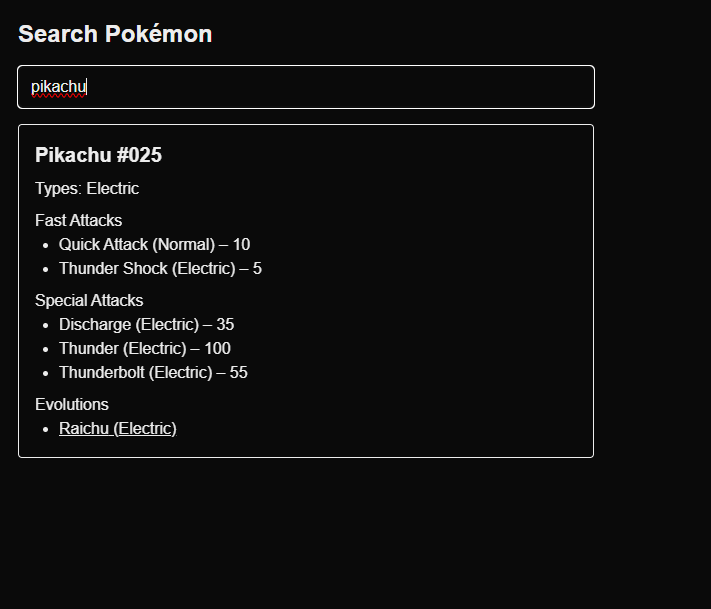 Search Pokémon
pikachu
Pikachu #025
Types: Electric
Fast Attacks
• Quick Attack (Normal) – 10
• Thunder Shock (Electric) – 5
Special Attacks
• Discharge (Electric) – 35
• Thunder (Electric) – 100
• Thunderbolt (Electric) – 55
Evolutions
• Raichu (Electric)